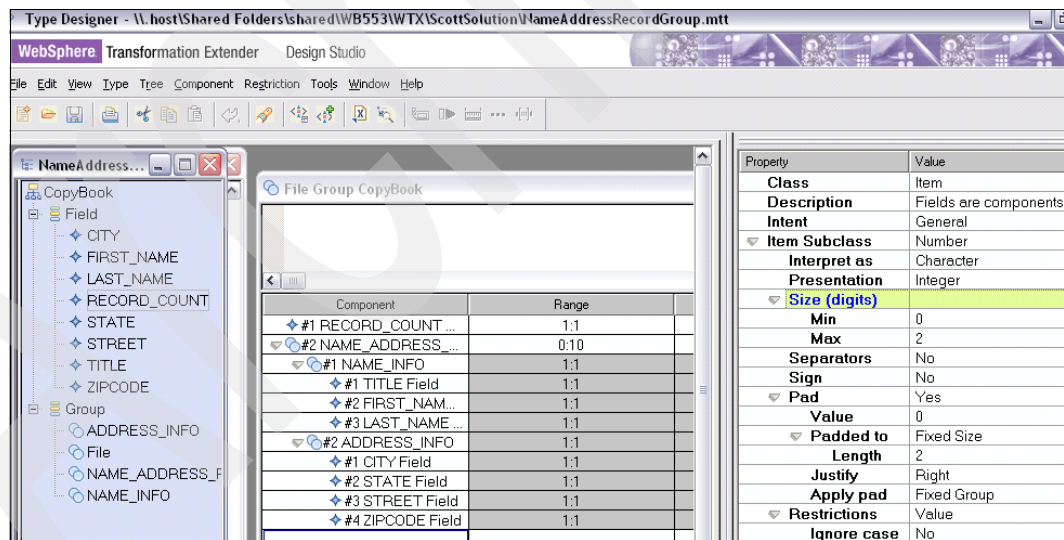 Type Designer - \\.host\Shared Folders\shared\WB553\WTX\ScottSolution\NameAddressRecordGroup.mtt
WebSphere Transformation Extender Design Studio
File Edit View Type Tree Component Restriction Tools Window Help
NameAddress...
CopyBook
Field
CITY
FIRST_NAME
LAST_NAME
RECORD_COUNT
STATE
STREET
TITLE
ZIPCODE
Group
ADDRESS_INFO
File
NAME_ADDRESS_F
NAME_INFO
File Group CopyBook
Component Range
#1 RECORD_COUNT ... 1:1
#2 NAME_ADDRESS_... 0:10
#1 NAME_INFO 1:1
#1 TITLE Field 1:1
#2 FIRST_NAM... 1:1
#3 LAST_NAME ... 1:1
#2 ADDRESS_INFO 1:1
#1 CITY Field 1:1
#2 STATE Field 1:1
#3 STREET Field 1:1
#4 ZIPCODE Field 1:1
Property Value
Class Item
Description Fields are components
Intent General
Item Subclass Number
Interpret as Character
Presentation Integer
Size (digits)
Min 0
Max 2
Separators No
Sign No
Pad Yes
Value 0
Padded to Fixed Size
Length 2
Justify Right
Apply pad Fixed Group
Restrictions Value
Ignore case No